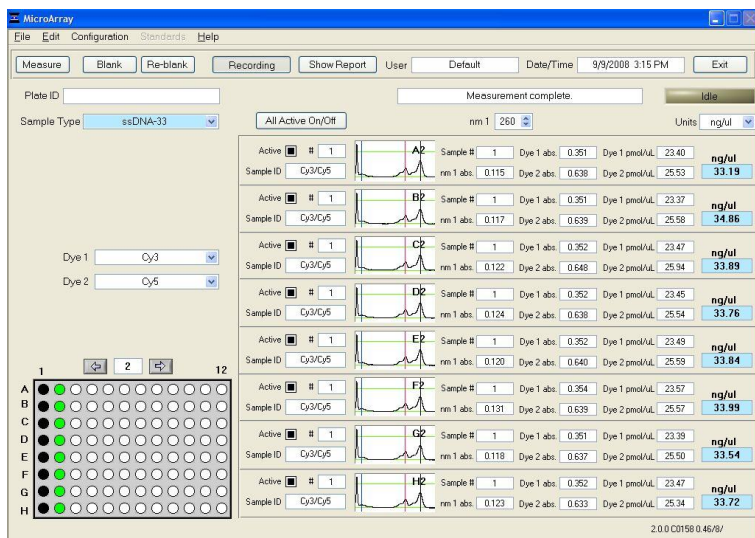 MicroArray
File Edit Configuration Standards Help
Measure Blank Re-blank Recording Show Report User Default Date/Time 9/9/2008 3:15 PM Exit
Plate ID Measurement complete. Idle
Sample Type ssDNA-33 All Active On/Off nm 1 260 Units ng/ul
Active # 1 A2 Sample # 1 Dye 1 abs. 0.351 Dye 1 pmol/uL 23.40 ng/ul
Sample ID Cy3/Cy5 nm 1 abs. 0.115 Dye 2 abs. 0.638 Dye 2 pmol/uL 25.53 33.19
Active # 1 B2 Sample # 1 Dye 1 abs. 0.351 Dye 1 pmol/uL 23.37 ng/ul
Sample ID Cy3/Cy5 nm 1 abs. 0.117 Dye 2 abs. 0.639 Dye 2 pmol/uL 25.58 34.86
Active # 1 C2 Sample # 1 Dye 1 abs. 0.352 Dye 1 pmol/uL 23.47 ng/ul
Sample ID Cy3/Cy5 nm 1 abs. 0.122 Dye 2 abs. 0.648 Dye 2 pmol/uL 25.94 33.89
Dye 1 Cy3
Dye 2 Cy5
Active # 1 D2 Sample # 1 Dye 1 abs. 0.352 Dye 1 pmol/uL 23.45 ng/ul
Sample ID Cy3/Cy5 nm 1 abs. 0.124 Dye 2 abs. 0.638 Dye 2 pmol/uL 25.54 33.76
Active # 1 E2 Sample # 1 Dye 1 abs. 0.352 Dye 1 pmol/uL 23.49 ng/ul
Sample ID Cy3/Cy5 nm 1 abs. 0.120 Dye 2 abs. 0.640 Dye 2 pmol/uL 25.59 33.84
Active # 1 F2 Sample # 1 Dye 1 abs. 0.354 Dye 1 pmol/uL 23.57 ng/ul
Sample ID Cy3/Cy5 nm 1 abs. 0.131 Dye 2 abs. 0.639 Dye 2 pmol/uL 25.57 33.99
Active # 1 G2 Sample # 1 Dye 1 abs. 0.351 Dye 1 pmol/uL 23.39 ng/ul
Sample ID Cy3/Cy5 nm 1 abs. 0.118 Dye 2 abs. 0.637 Dye 2 pmol/uL 25.50 33.54
Active # 1 H2 Sample # 1 Dye 1 abs. 0.352 Dye 1 pmol/uL 23.47 ng/ul
Sample ID Cy3/Cy5 nm 1 abs. 0.123 Dye 2 abs. 0.633 Dye 2 pmol/uL 25.34 33.72
1 2 12
A
B
C
D
E
F
G
H
2.0.0 C0158 0.46/8/